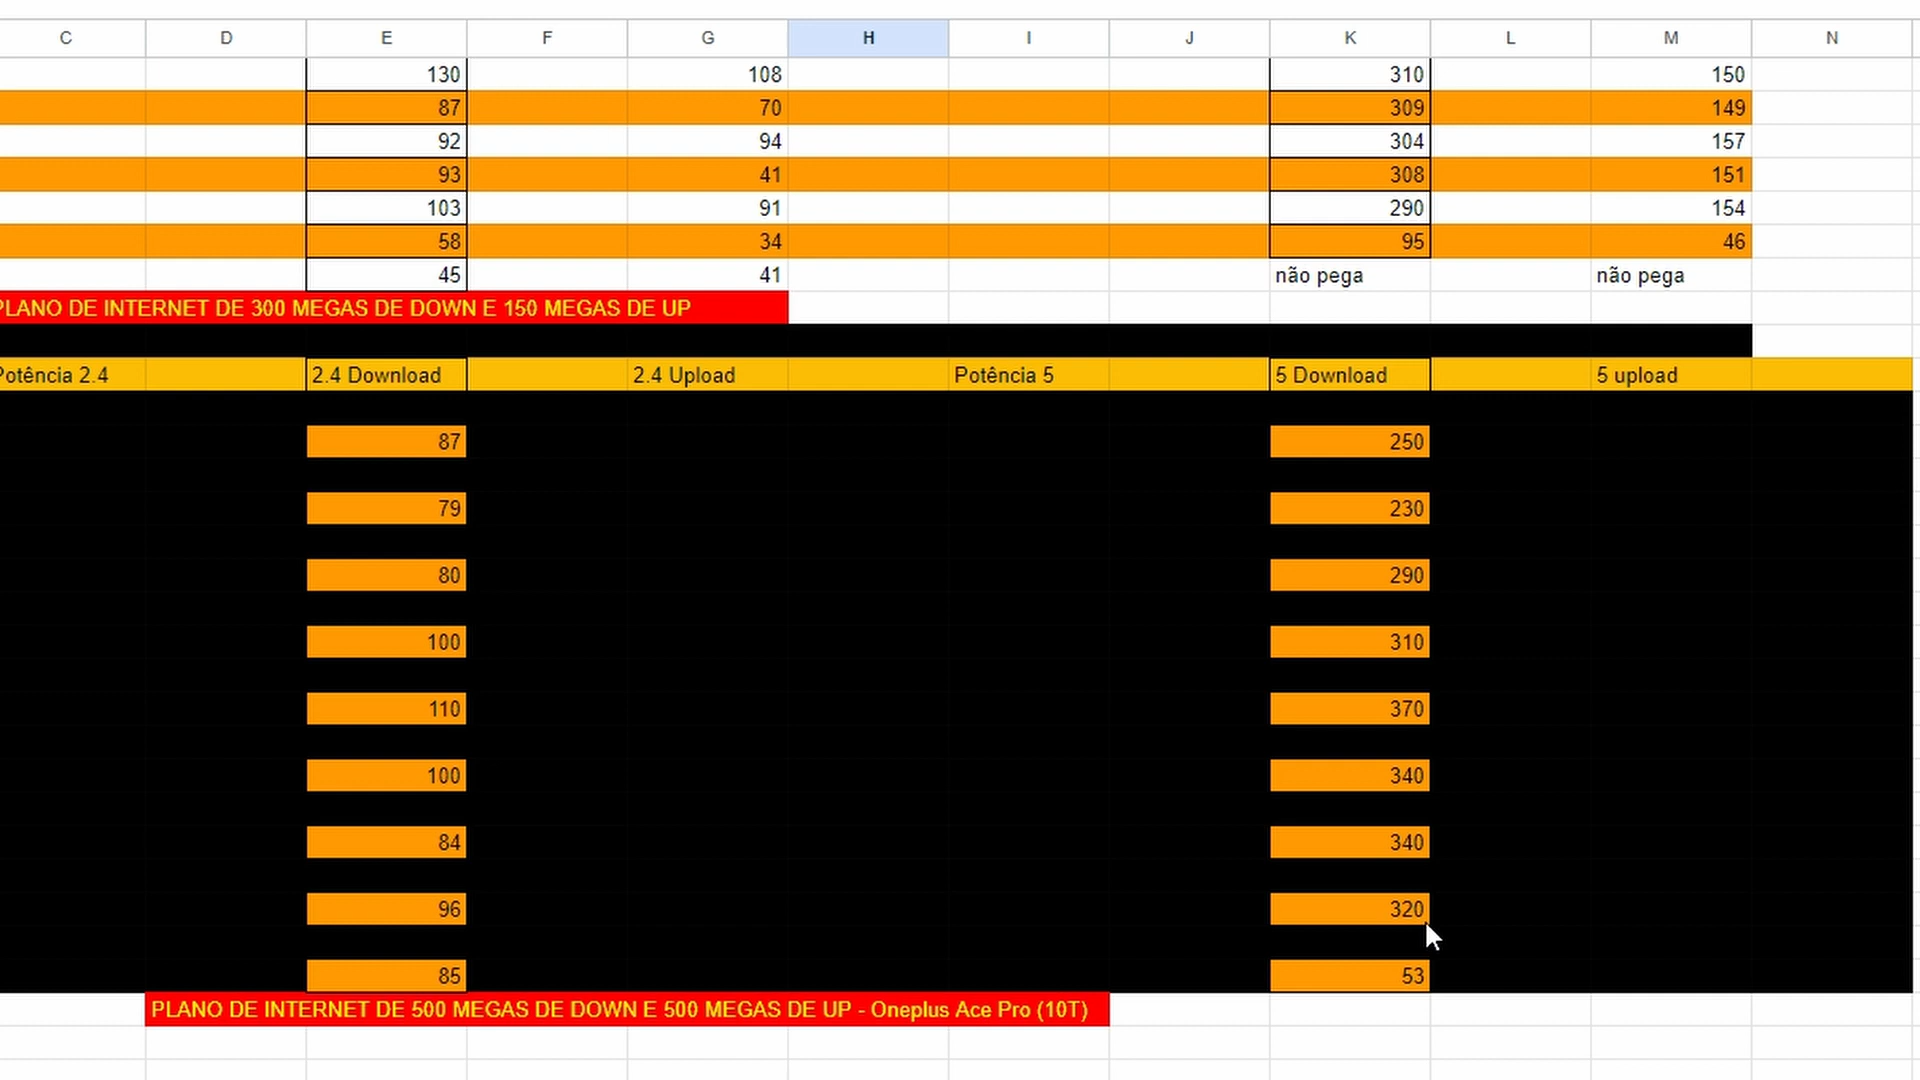 C D E F G H I J K L M N
130 108 310 150
87 70 309 149
92 94 304 157
93 41 308 151
103 91 290 154
58 34 95 46
45 41 não pega não pega
PLANO DE INTERNET DE 300 MEGAS DE DOWN E 150 MEGAS DE UP
Potência 2.4 2.4 Download 2.4 Upload Potência 5 5 Download 5 upload
87 250
79 230
80 290
100 310
110 370
100 340
84 340
96 320
85 53
PLANO DE INTERNET DE 500 MEGAS DE DOWN E 500 MEGAS DE UP - Oneplus Ace Pro (10T)